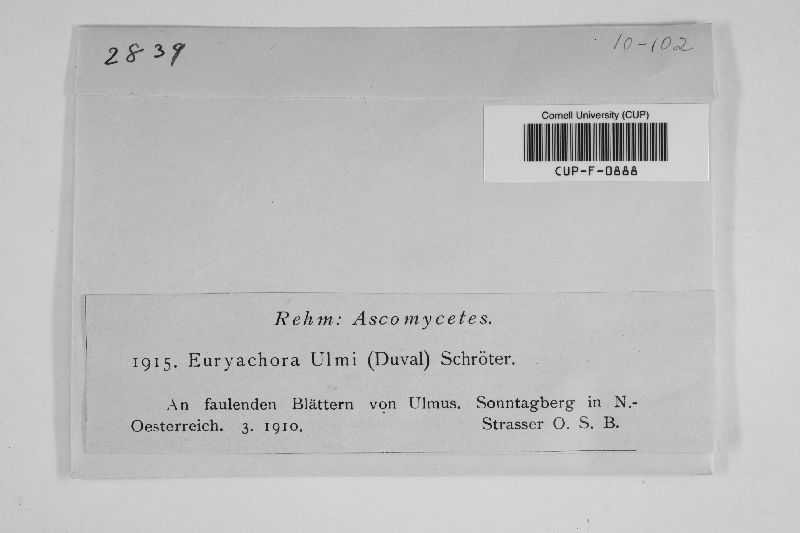 2839
10-102
Cornell University (CUP)
CUP-F-0888
Rehm: Ascomycetes.
1915. Euryachora Ulmi (Duval) Schröter.
An faulenden Blättern von Ulmus. Sonntagberg in N.-
Oesterreich. 3. 1910. Strasser O. S. B.